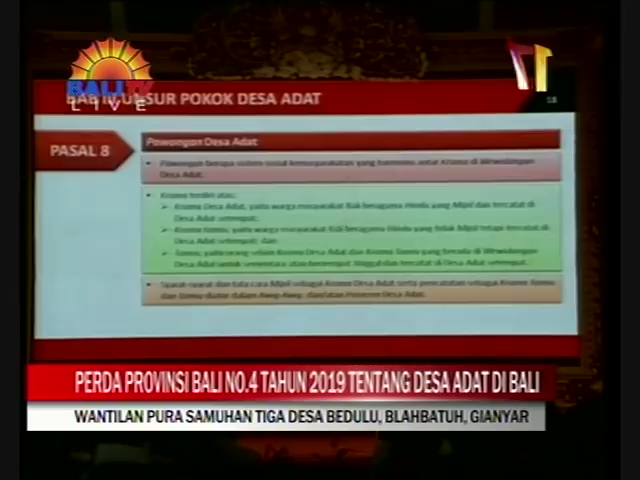 BALI TV
LIVE
BAB III UNSUR POKOK DESA ADAT
18
PASAL 8
Pawongan Desa Adat
Pawongan berupa sistem sosial kemasyarakatan yang harmonis antar Krama di Wewidangan
Desa Adat.
Krama terdiri atas:
Krama Desa Adat, yaitu warga masyarakat Bali beragama Hindu yang Mipil dan tercatat di
Desa Adat setempat;
Krama Tamiu, yaitu warga masyarakat Bali beragama Hindu yang tidak Mipil tetapi tercatat di
Desa Adat setempat; dan
Tamiu, yaitu orang selain Krama Desa Adat dan Krama Tamiu yang berada di Wewidangan
Desa Adat untuk sementara atau bertempat tinggal dan tercatat di Desa Adat setempat.
Syarat-syarat dan tata cara Mipil sebagai Krama Desa Adat serta pencatatan sebagai Krama Tamiu
dan Tamiu diatur dalam Awig-Awig dan/atau Pararem Desa Adat.
PERDA PROVINSI BALI NO.4 TAHUN 2019 TENTANG DESA ADAT DI BALI
WANTILAN PURA SAMUHAN TIGA DESA BEDULU, BLAHBATUH, GIANYAR